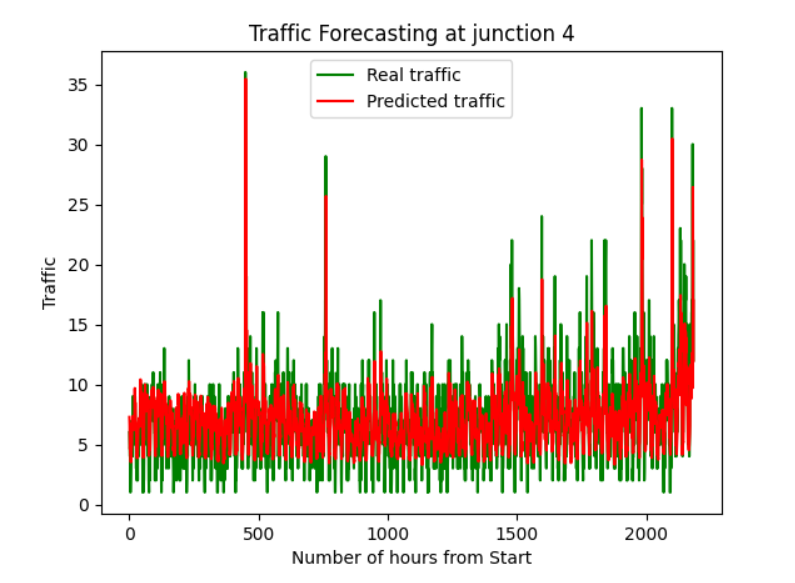 Traffic Forecasting at junction 4
Real traffic
Predicted traffic
35
30
25
20
15
10
5
0
Traffic
0 500 1000 1500 2000
Number of hours from Start